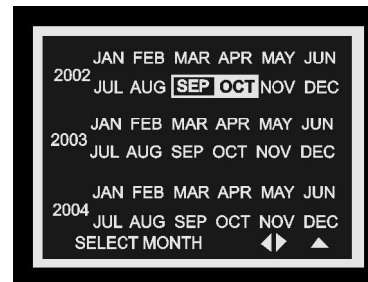 JAN FEB MAR APR MAY JUN
2002
JUL AUG SEP OCT NOV DEC
JAN FEB MAR APR MAY JUN
2003
JUL AUG SEP OCT NOV DEC
JAN FEB MAR APR MAY JUN
2004
JUL AUG SEP OCT NOV DEC
SELECT MONTH